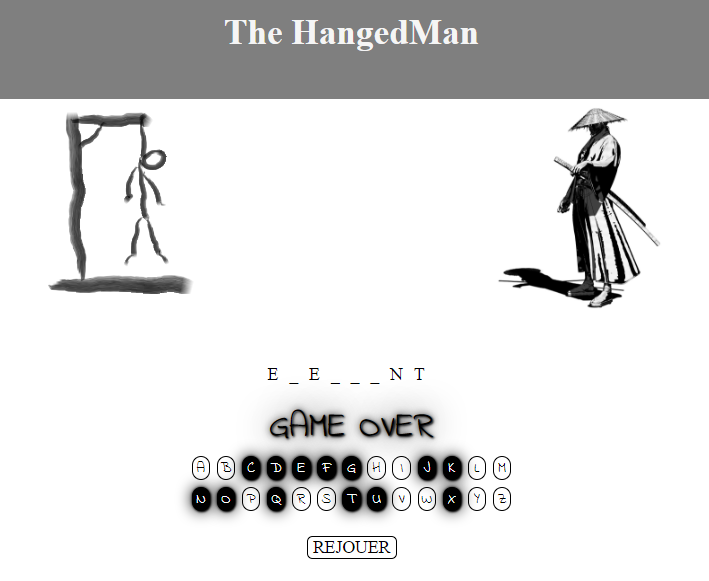 The HangedMan
E _ E _ _ _ N T
GAME OVER
A B C D E F G H I J K L M
N O P Q R S T U V W X Y Z
REJOUER